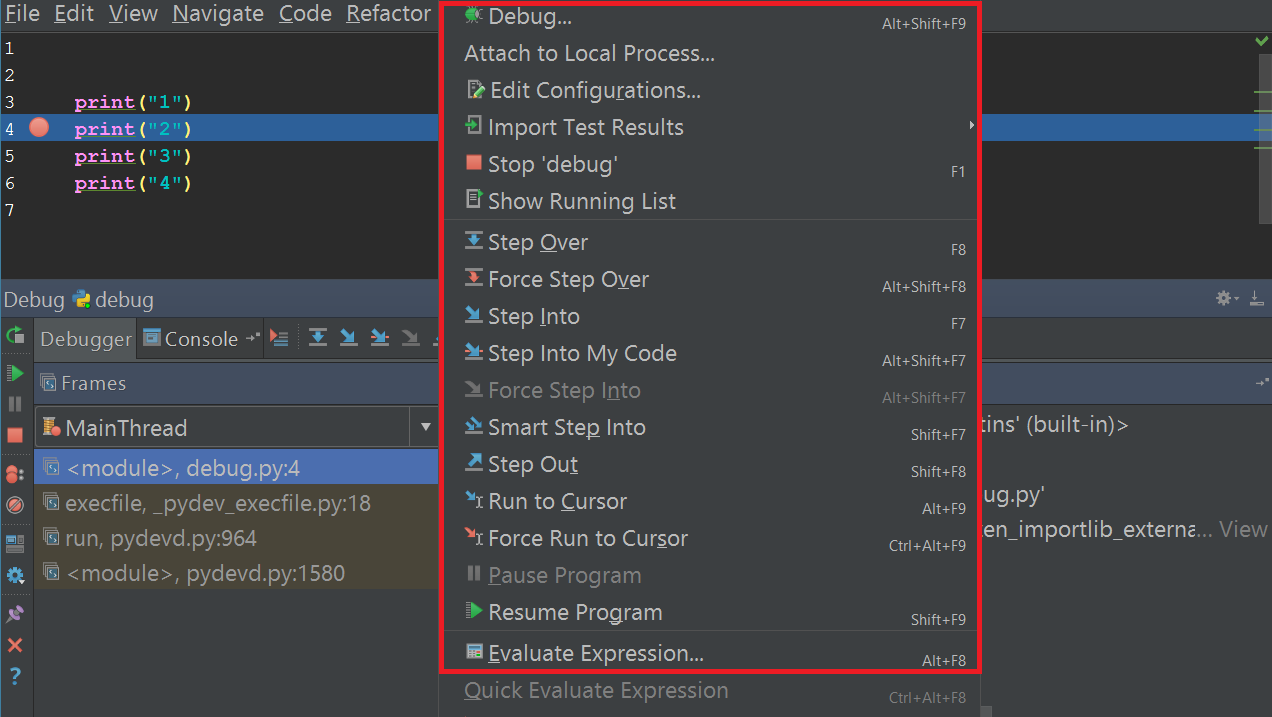 File Edit View Navigate Code Refactor
1
2
3 print("1")
4 print("2")
5 print("3")
6 print("4")
7
Debug debug
Debugger Console
Frames
MainThread
<module>, debug.py:4
execfile, _pydev_execfile.py:18
run, pydevd.py:964
<module>, pydevd.py:1580
Debug... Alt+Shift+F9
Attach to Local Process...
Edit Configurations...
Import Test Results
Stop 'debug' F1
Show Running List
Step Over F8
Force Step Over Alt+Shift+F8
Step Into F7
Step Into My Code Alt+Shift+F7
Force Step Into Alt+Shift+F7
Smart Step Into Shift+F7
Step Out Shift+F8
Run to Cursor Alt+F9
Force Run to Cursor Ctrl+Alt+F9
Pause Program
Resume Program Shift+F9
Evaluate Expression... Alt+F8
Quick Evaluate Expression Ctrl+Alt+F8
tins' (built-in)>
ug.py'
en_importlib_externa... View